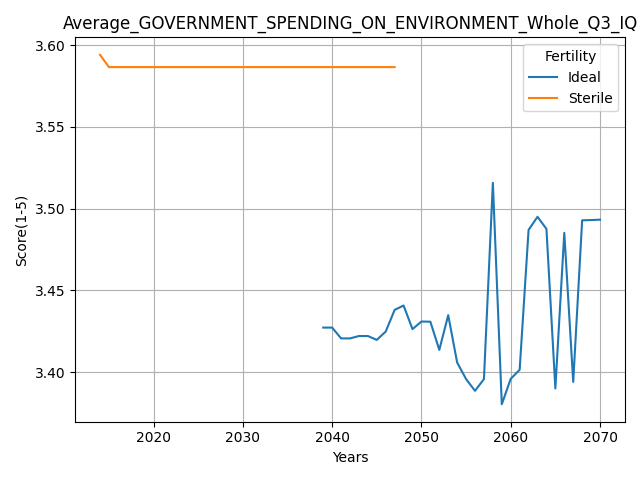 Average_GOVERNMENT_SPENDING_ON_ENVIRONMENT_Whole_Q3_IQ
3.60
3.55
3.50
3.45
3.40
Score(1-5)
Fertility
Ideal
Sterile
2020 2030 2040 2050 2060 2070
Years